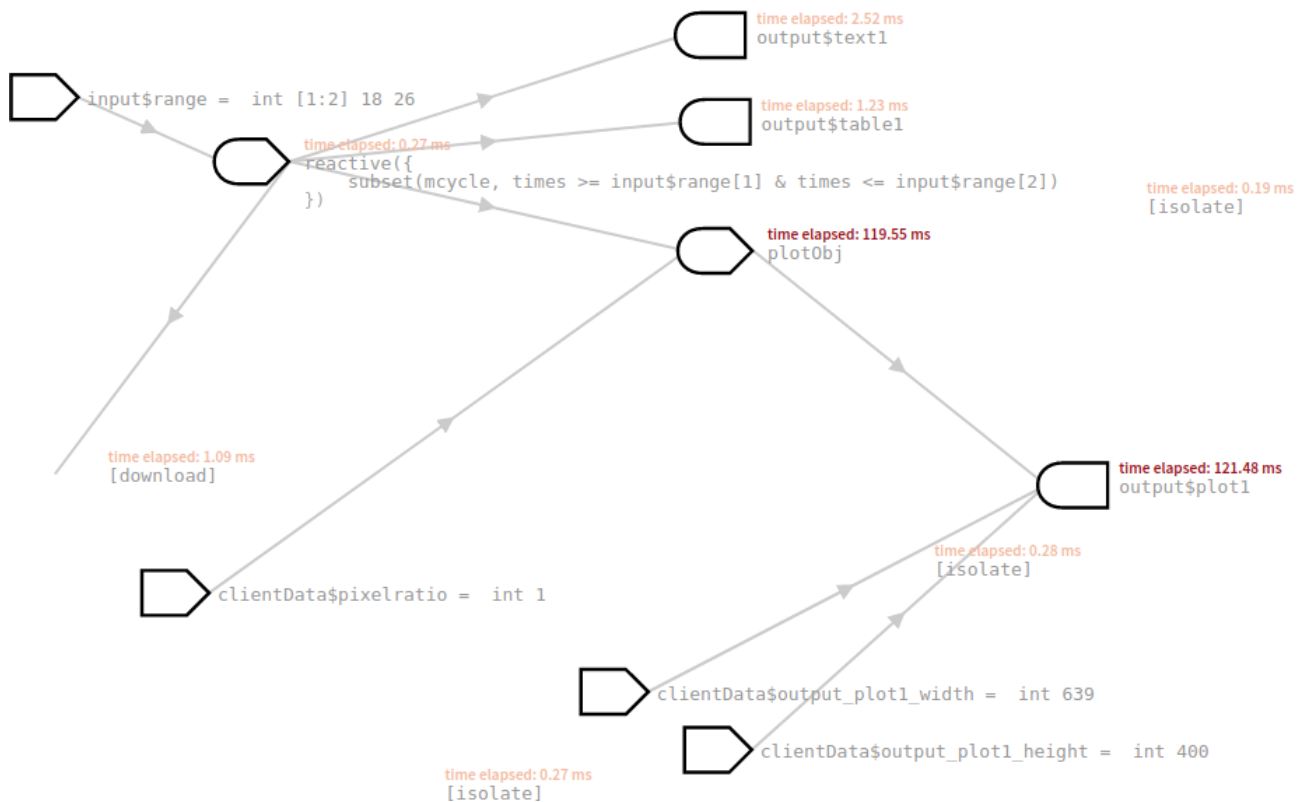 time elapsed: 2.52 ms
output$text1
input$range =  int [1:2] 18 26
time elapsed: 1.23 ms
output$table1
time elapsed: 0.27 ms
reactive({
    subset(mcycle, times >= input$range[1] & times <= input$range[2])
})
time elapsed: 0.19 ms
[isolate]
time elapsed: 119.55 ms
plotObj
time elapsed: 1.09 ms
[download]
time elapsed: 121.48 ms
output$plot1
time elapsed: 0.28 ms
[isolate]
clientData$pixelratio =  int 1
clientData$output_plot1_width =  int 639
clientData$output_plot1_height =  int 400
time elapsed: 0.27 ms
[isolate]